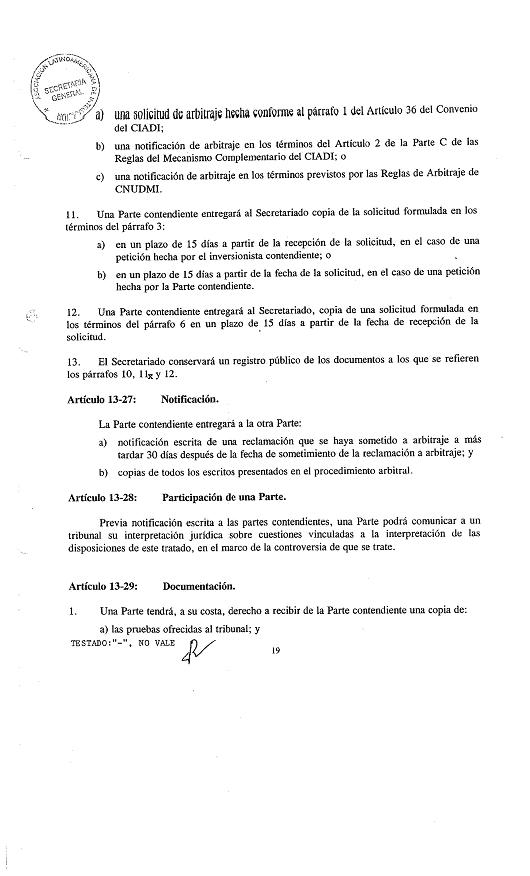 ASOCIACION LATINOAMERICANA DE
SECRETARIA
GENERAL
a) una solicitud de arbitraje hecha conforme al párrafo 1 del Artículo 36 del Convenio
del CIADI;
b) una notificación de arbitraje en los términos del Artículo 2 de la Parte C de las
Reglas del Mecanismo Complementario del CIADI; o
c) una notificación de arbitraje en los términos previstos por las Reglas de Arbitraje de
CNUDMI.
11. Una Parte contendiente entregará al Secretariado copia de la solicitud formulada en los
términos del párrafo 3:
a) en un plazo de 15 días a partir de la recepción de la solicitud, en el caso de una
petición hecha por el inversionista contendiente; o
b) en un plazo de 15 días a partir de la fecha de la solicitud, en el caso de una petición
hecha por la Parte contendiente.
12. Una Parte contendiente entregará al Secretariado, copia de una solicitud formulada en
los términos del párrafo 6 en un plazo de 15 días a partir de la fecha de recepción de la
solicitud.
13. El Secretariado conservará un registro público de los documentos a los que se refieren
los párrafos 10, 11 y 12.
Artículo 13-27: Notificación.
La Parte contendiente entregará a la otra Parte:
a) notificación escrita de una reclamación que se haya sometido a arbitraje a más
tardar 30 días después de la fecha de sometimiento de la reclamación a arbitraje; y
b) copias de todos los escritos presentados en el procedimiento arbitral.
Artículo 13-28: Participación de una Parte.
Previa notificación escrita a las partes contendientes, una Parte podrá comunicar a un
tribunal su interpretación jurídica sobre cuestiones vinculadas a la interpretación de las
disposiciones de este tratado, en el marco de la controversia de que se trate.
Artículo 13-29: Documentación.
1. Una Parte tendrá, a su costa, derecho a recibir de la Parte contendiente una copia de:
a) las pruebas ofrecidas al tribunal; y
TESTADO:"-", NO VALE
19